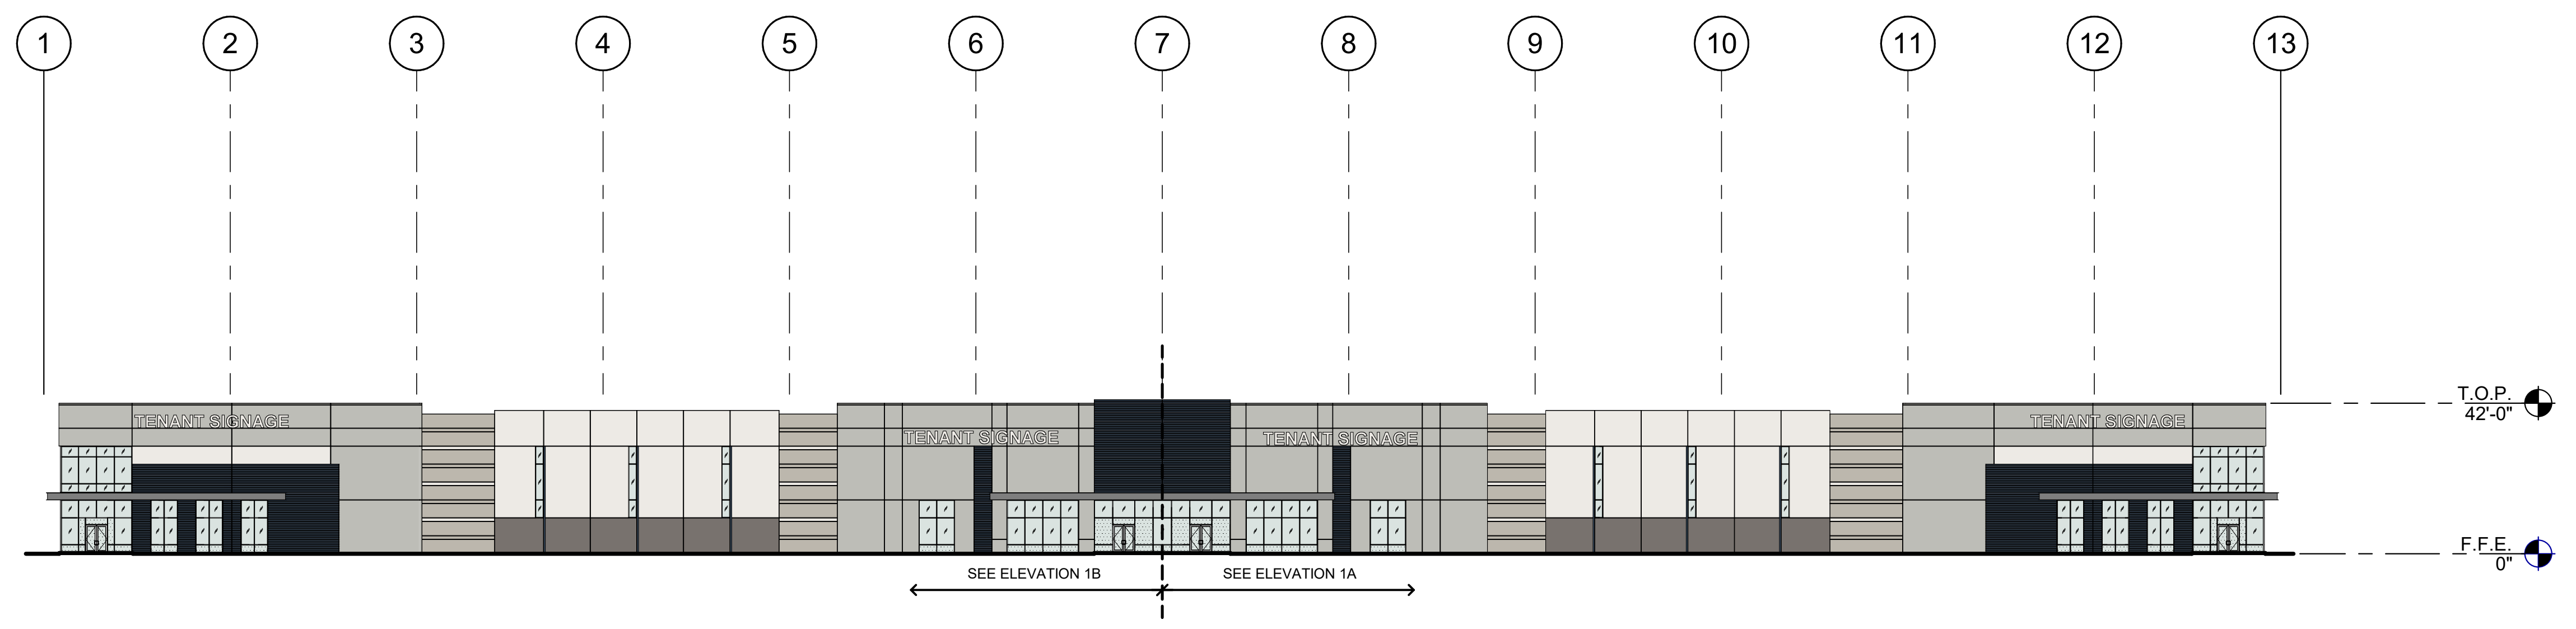 1 2 3 4 5 6 7 8 9 10 11 12 13
T.O.P.
42'-0"
TENANT SIGNAGE TENANT SIGNAGE
TENANT SIGNAGE TENANT SIGNAGE
F.F.E.
0"
SEE ELEVATION 1B SEE ELEVATION 1A